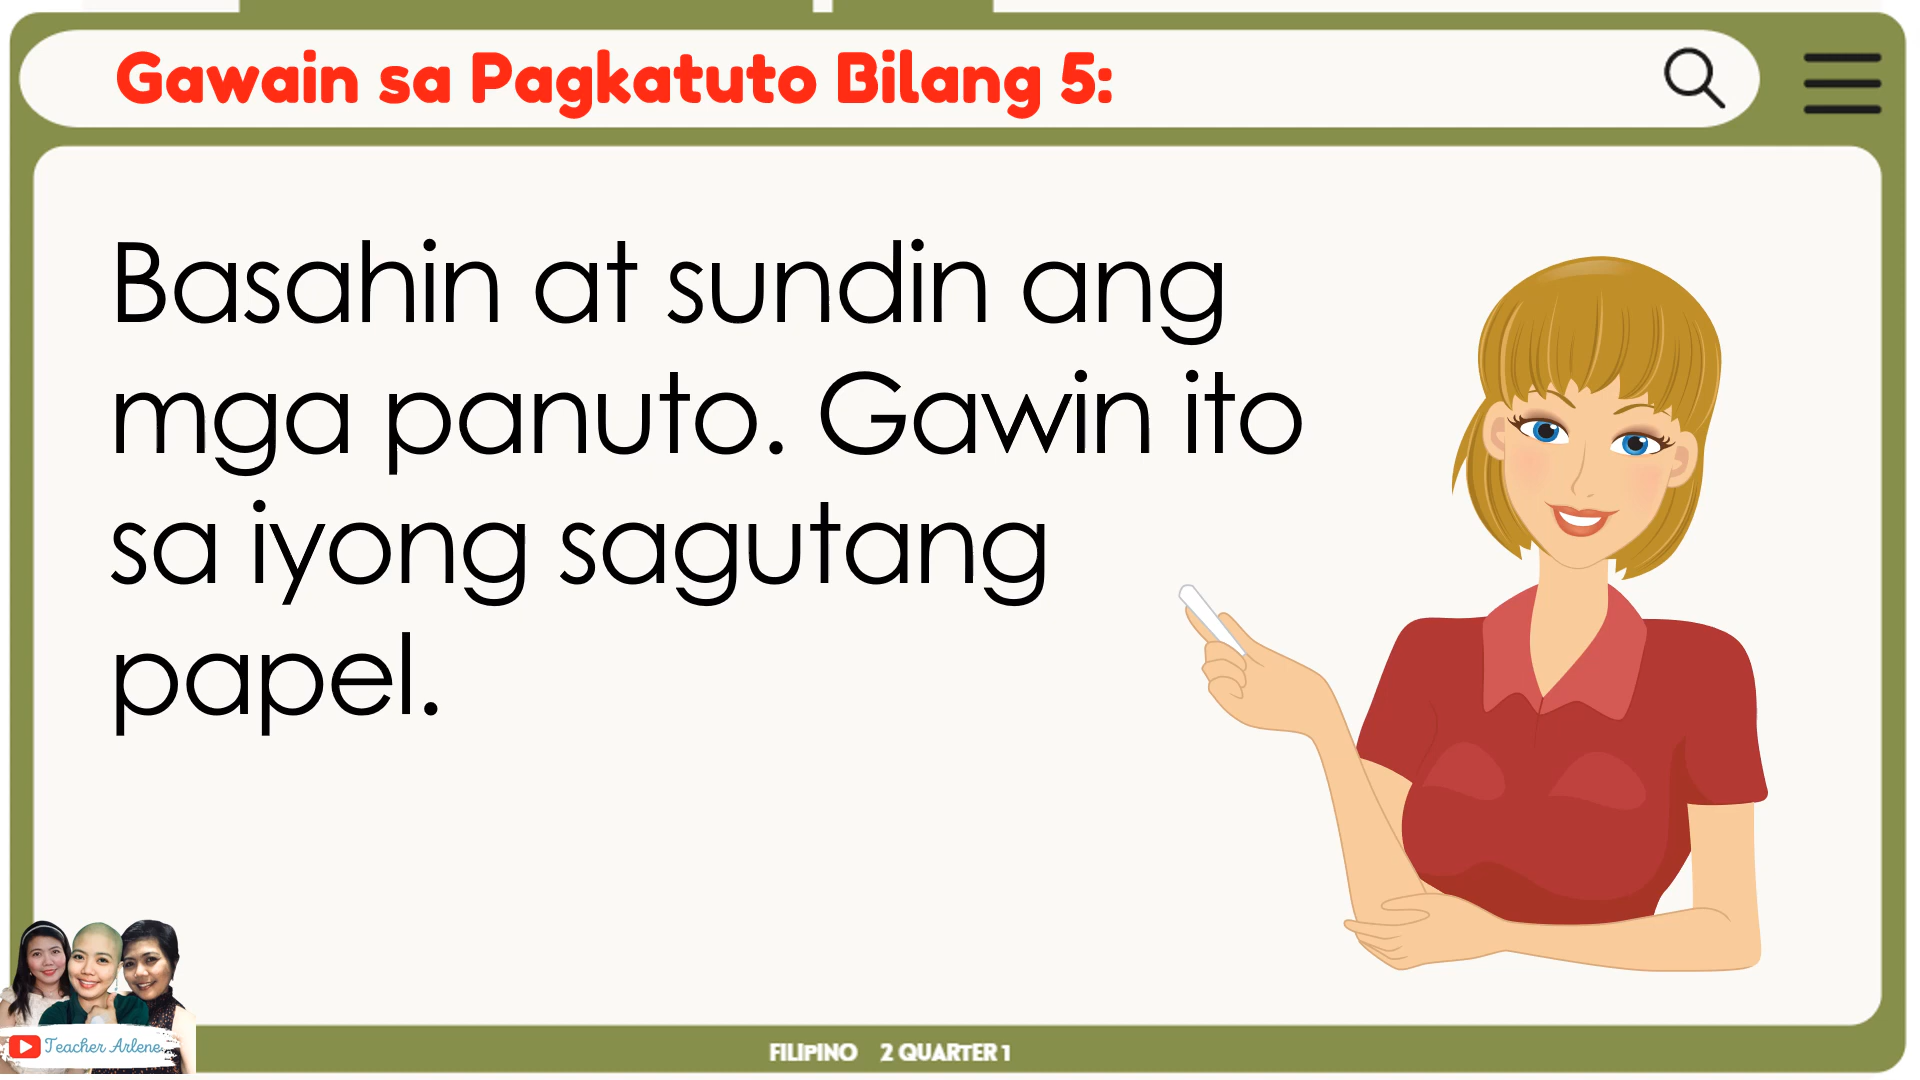 Gawain sa Pagkatuto Bilang 5:
Basahin at sundin ang
mga panuto. Gawin ito
sa iyong sagutang
papel.
Teacher Arlene
FILIPINO 2 QUARTER 1